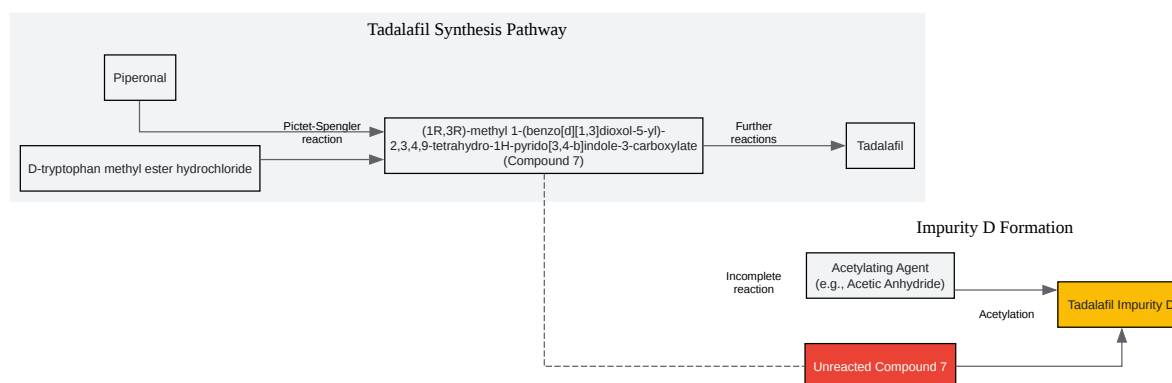 Tadalafil Synthesis Pathway
Piperonal
Pictet-Spengler
reaction
D-tryptophan methyl ester hydrochloride
(1R,3R)-methyl 1-(benzo[d][1,3]dioxol-5-yl)-
2,3,4,9-tetrahydro-1H-pyrido[3,4-b]indole-3-carboxylate
(Compound 7)
Further
reactions
Tadalafil
Impurity D Formation
Incomplete
reaction
Acetylating Agent
(e.g., Acetic Anhydride)
Acetylation
Tadalafil Impurity D
Unreacted Compound 7